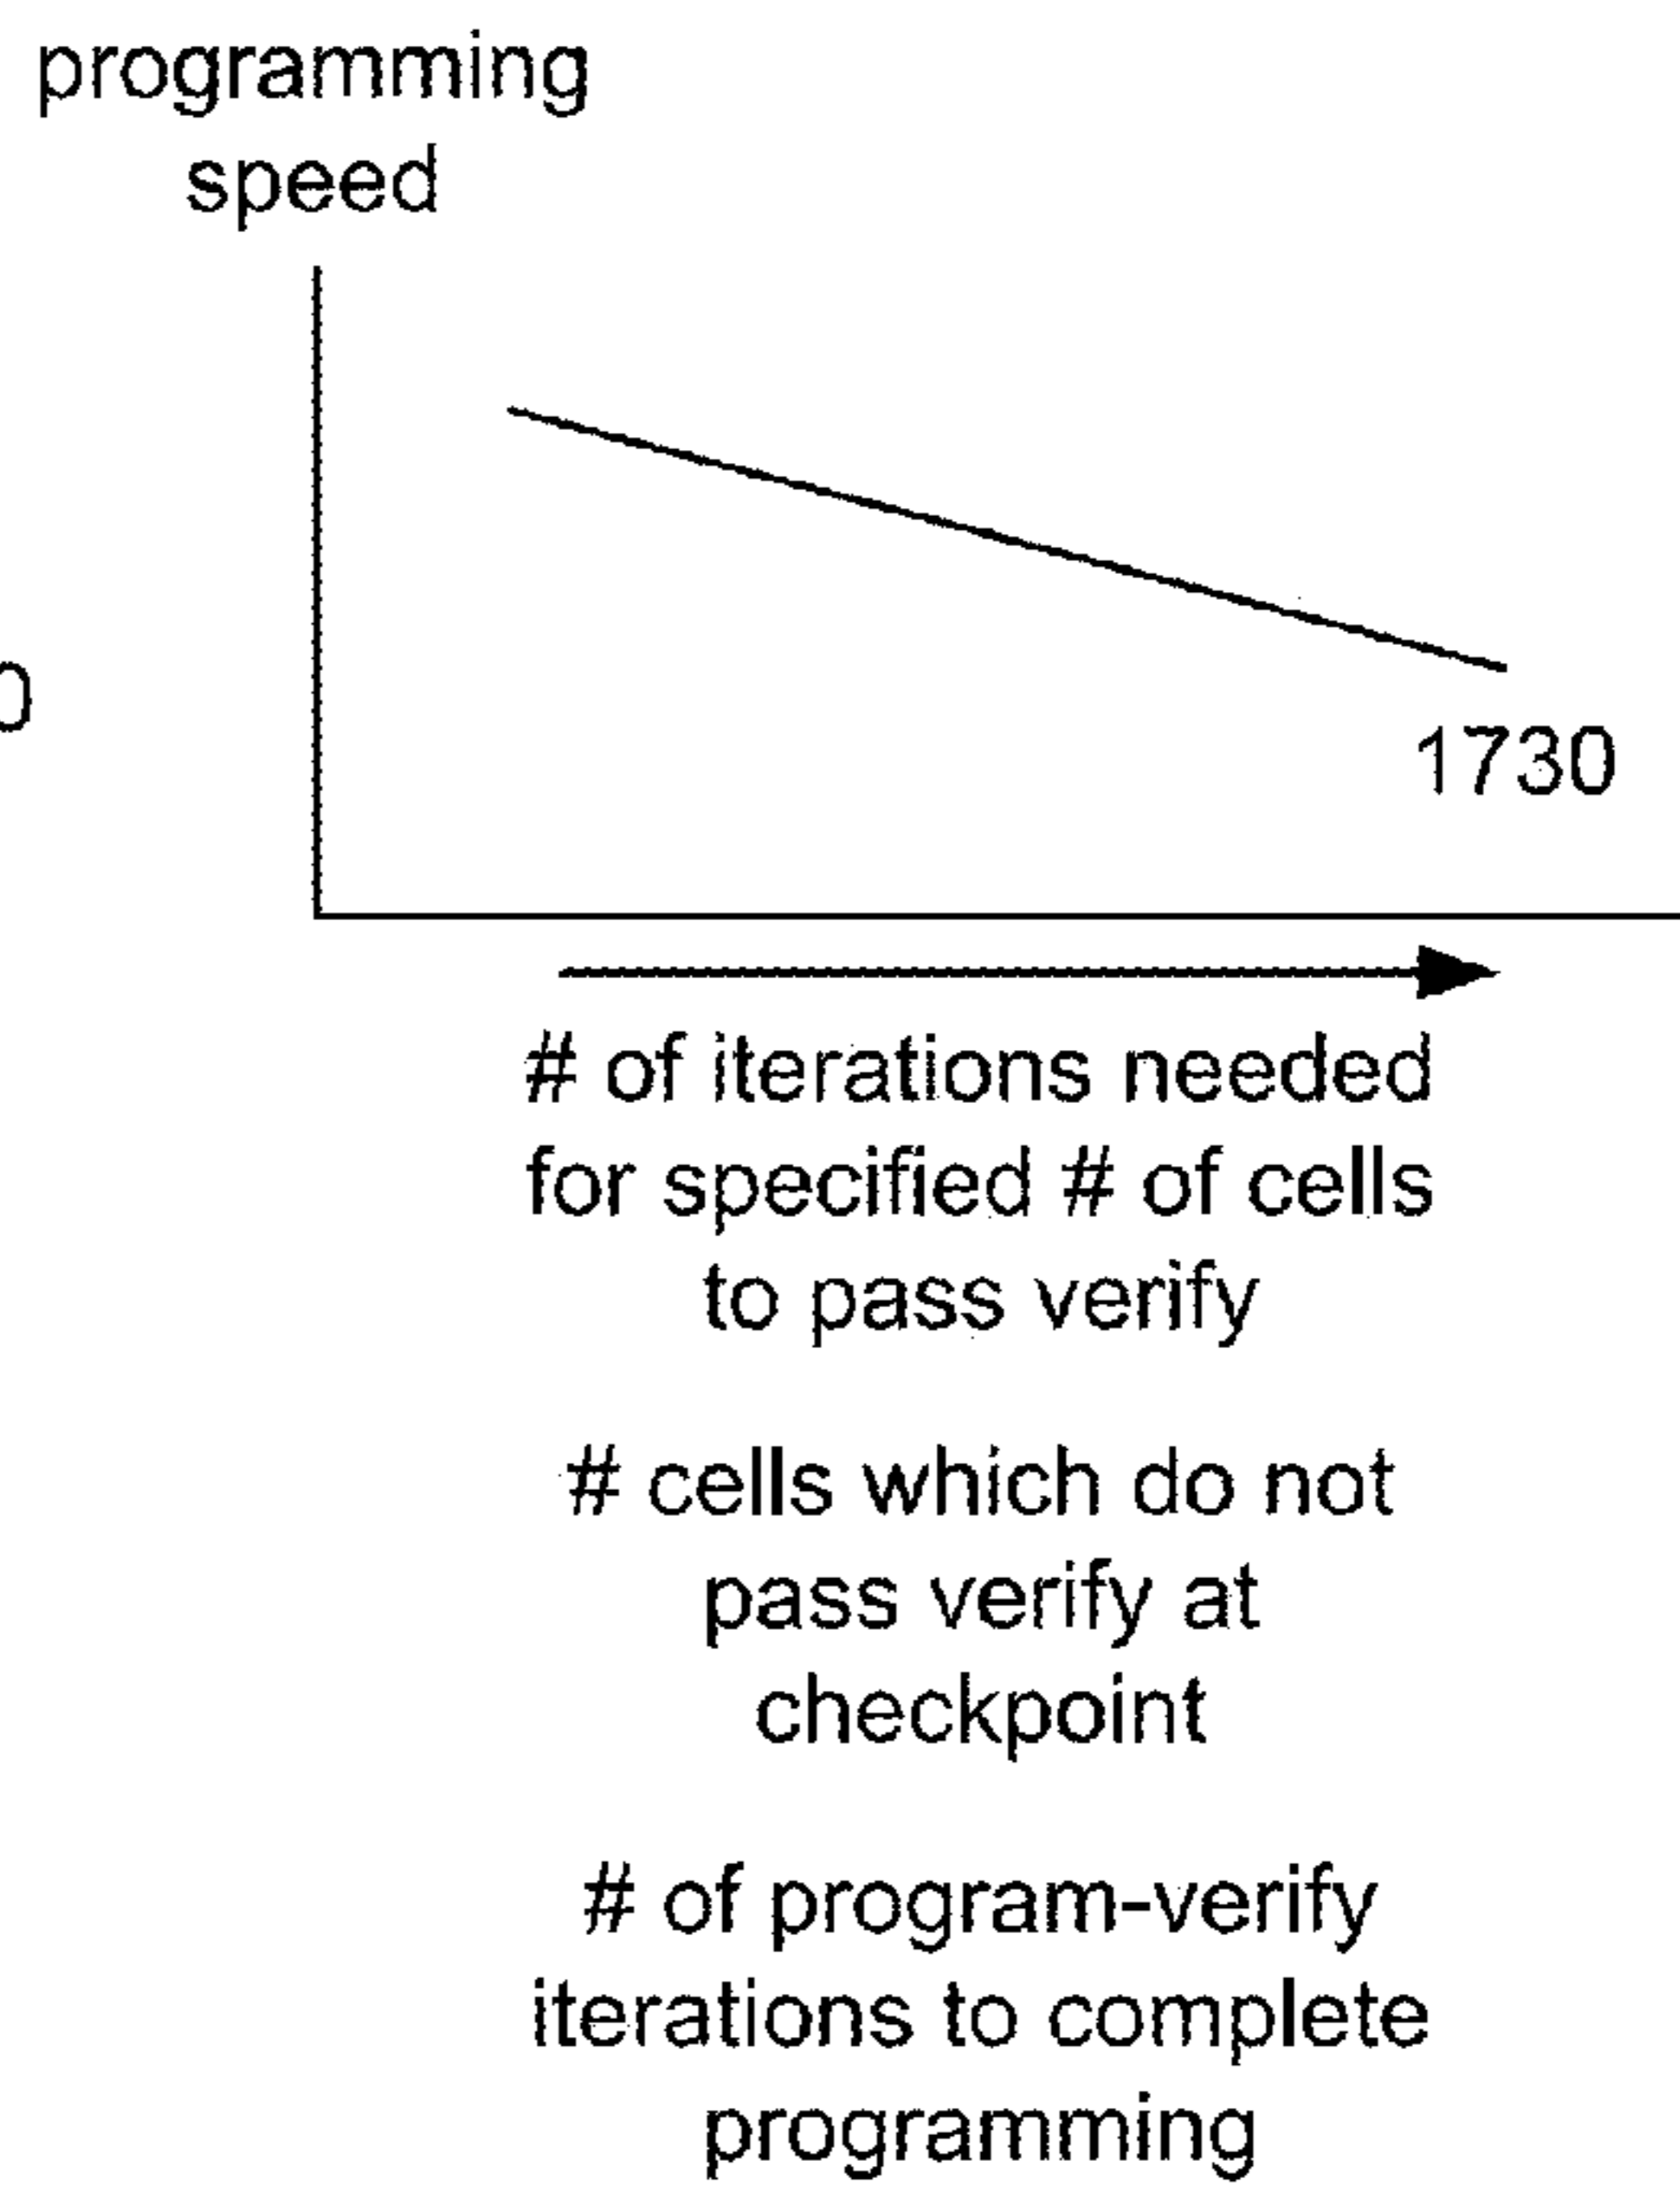 programming
speed
1730
# of iterations needed
for specified # of cells
to pass verify
# cells which do not
pass verify at
checkpoint
# of program-verify
iterations to complete
programming